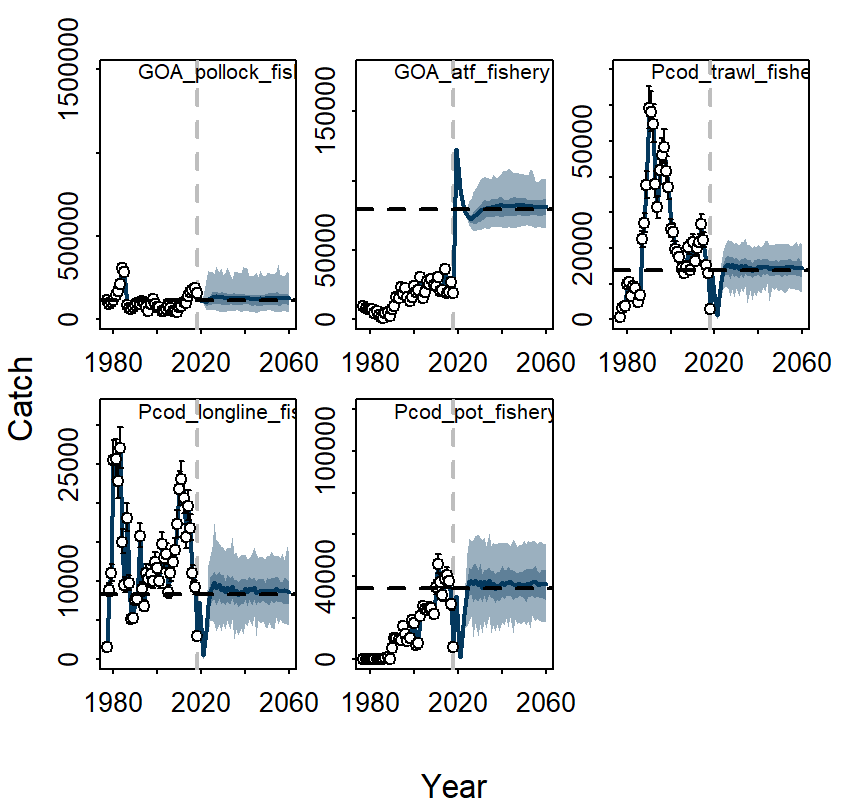 GOA_pollock_fisl
GOA_atf_fishery
Pcod_trawl_fishe
1500000
500000
0
150000
50000
0
50000
20000
0
1980 2020 2060
1980 2020 2060
1980 2020 2060
Catch
Pcod_longline_fis
Pcod_pot_fishery
25000
10000
0
100000
40000
0
1980 2020 2060
1980 2020 2060
Year